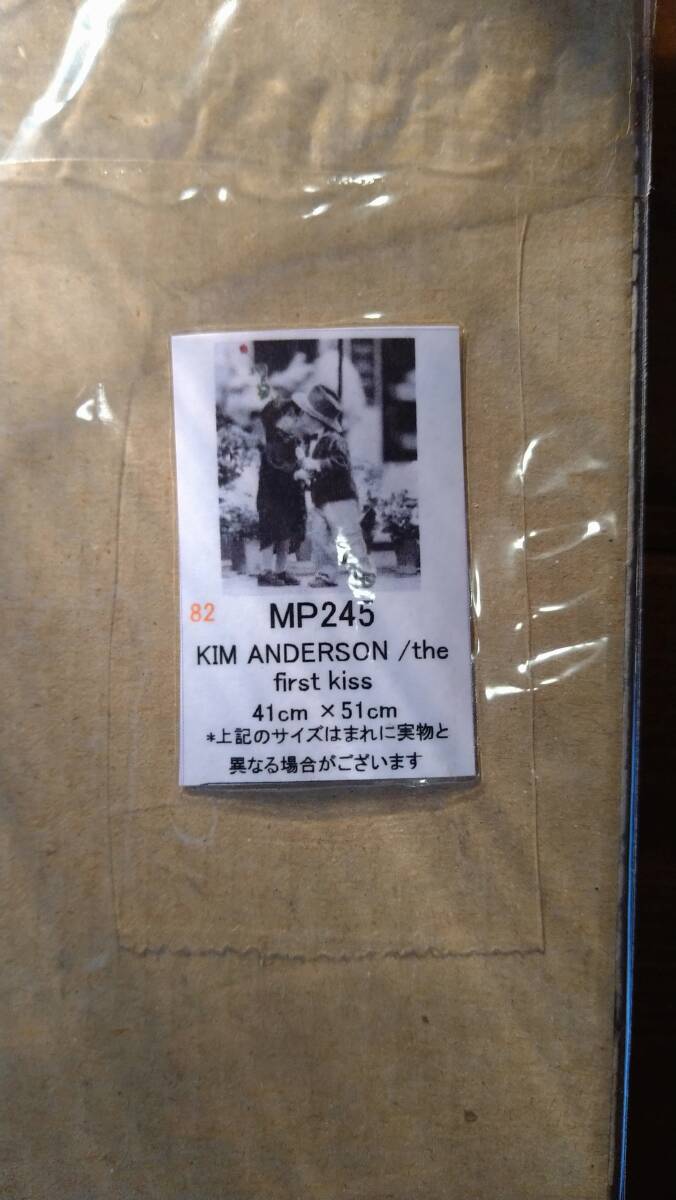 82 MP245
KIM ANDERSON /the
first kiss
41cm ×51cm
*上記のサイズはまれに実物と
異なる場合がございます